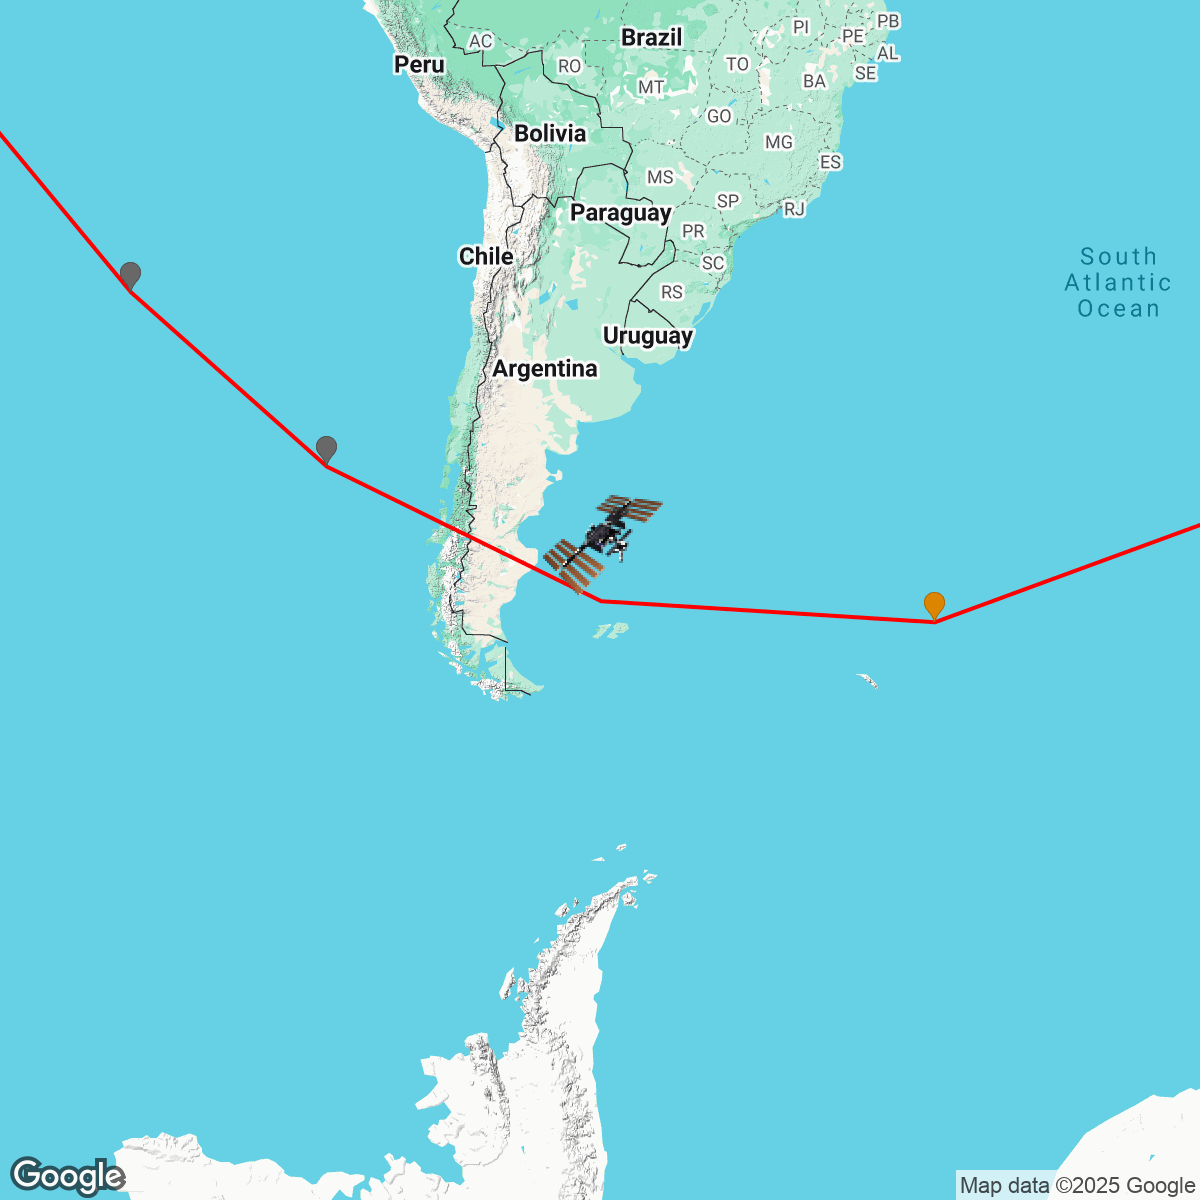 PI
PB
AC
Brazil
PE
AL
Peru
RO
TO
SE
MT
BA
GO
Bolivia
MG
ES
MS
SP
Paraguay
RJ
PR
Chile
SC
South
Atlantic
Ocean
RS
Uruguay
Argentina
Google
Map data ©2025 Google